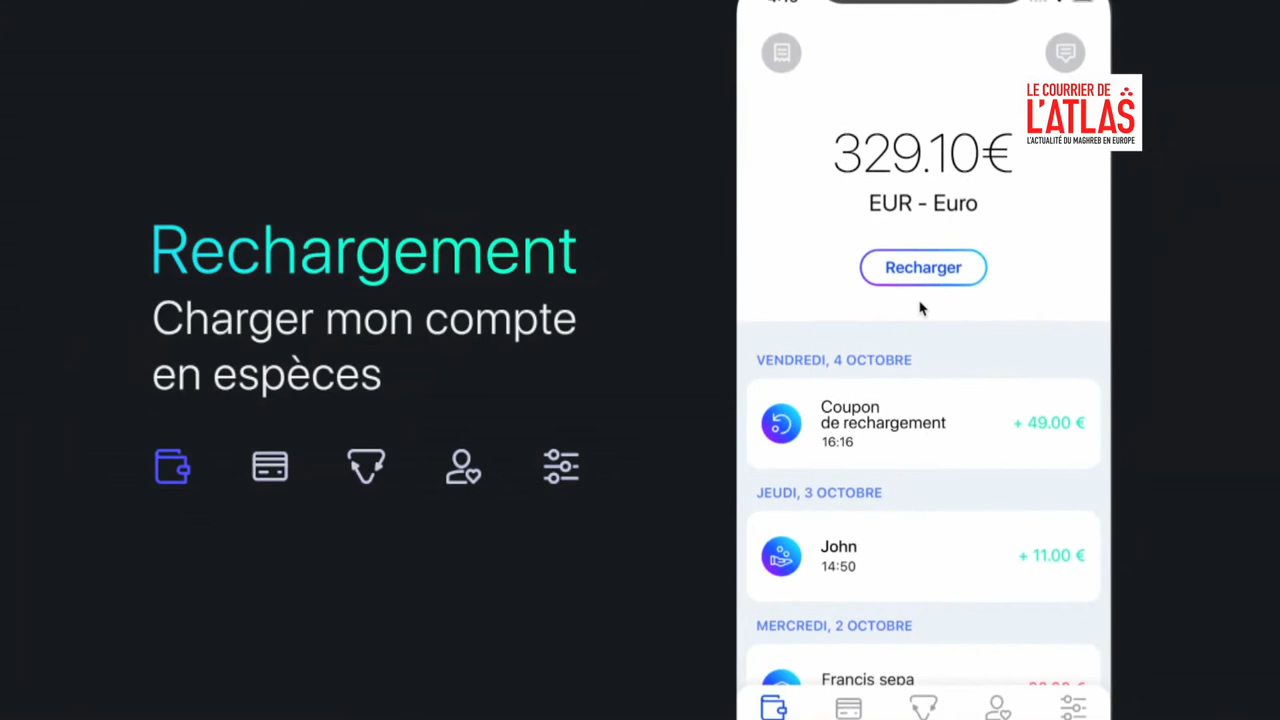 Rechargement
Charger mon compte
en espèces
LE COURRIER DE
L'ATLAS
L'ACTUALITÉ DU MAGHREB EN EUROPE
329.10€
EUR - Euro
Recharger
VENDREDI, 4 OCTOBRE
Coupon
de rechargement
16:16
+ 49.00 €
JEUDI, 3 OCTOBRE
John
14:50
+ 11.00 €
MERCREDI, 2 OCTOBRE
Francis sepa